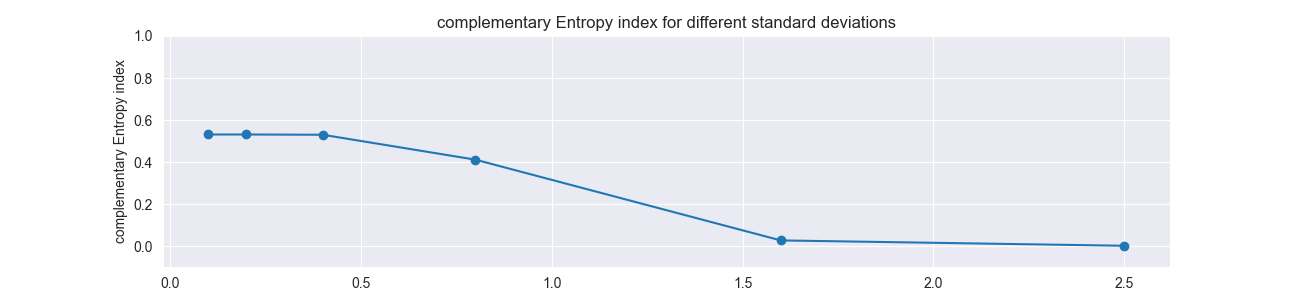 complementary Entropy index for different standard deviations
complementary Entropy index
1.0
0.8
0.6
0.4
0.2
0.0
0.0 0.5 1.0 1.5 2.0 2.5